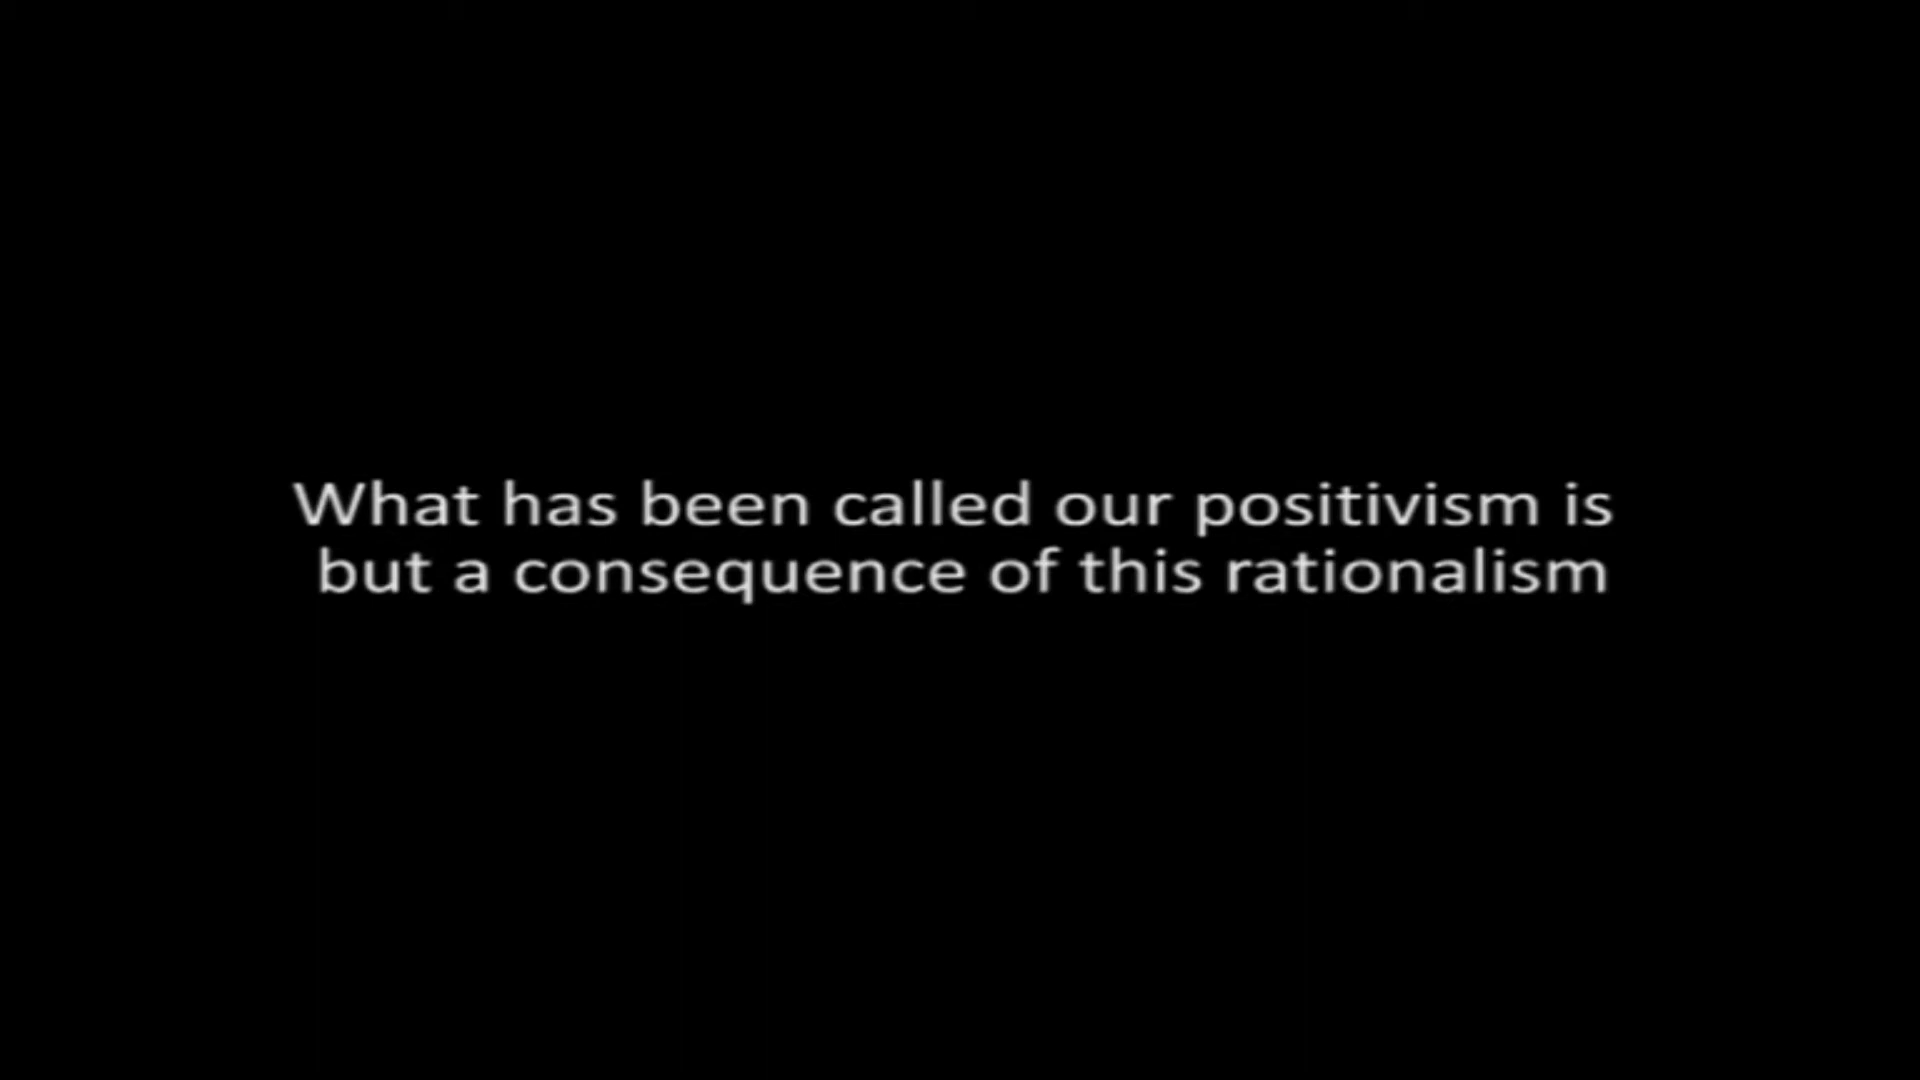 What has been called our positivism is
but a consequence of this rationalism